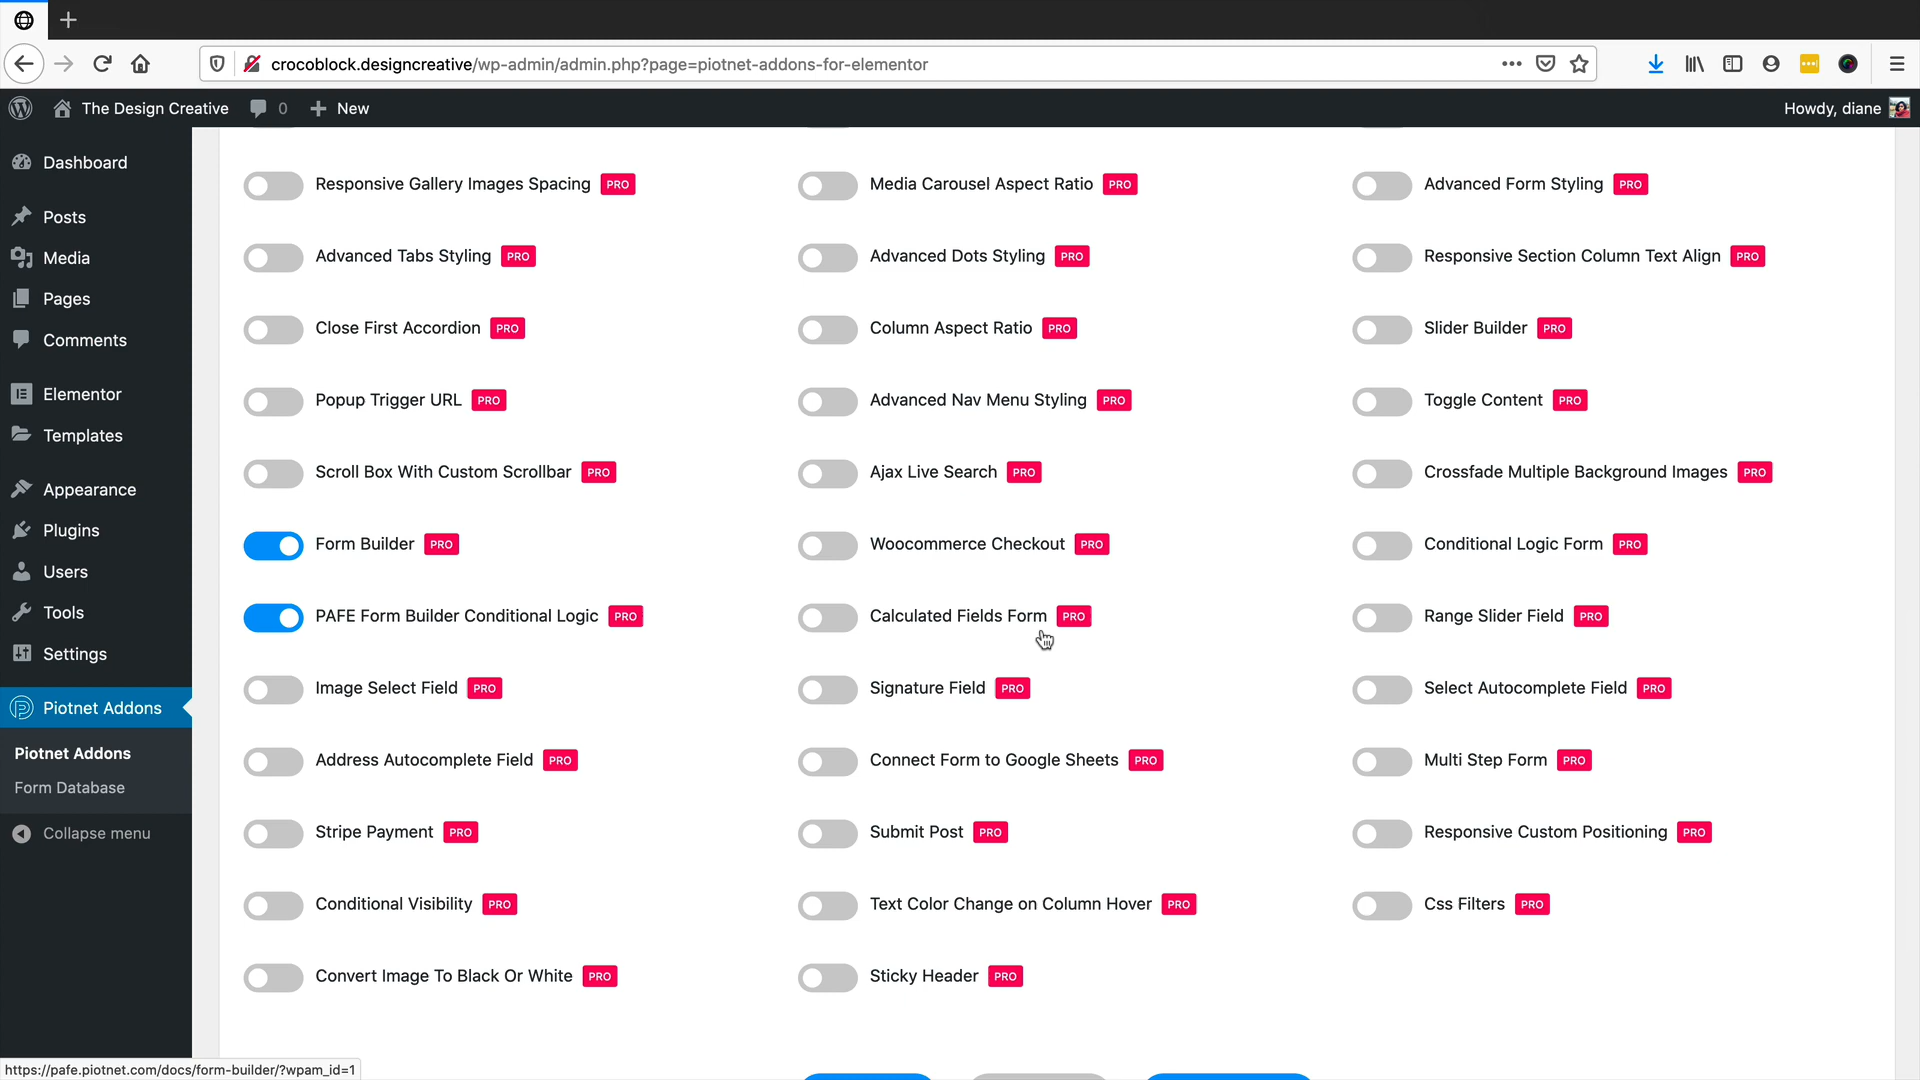 crocoblock.designcreative/wp-admin/admin.php?page=piotnet-addons-for-elementor
The Design Creative
0
New
Howdy, diane
Dashboard
Posts
Media
Pages
Comments
Elementor
Templates
Appearance
Plugins
Users
Tools
Settings
Piotnet Addons
Piotnet Addons
Form Database
Collapse menu
Responsive Gallery Images Spacing PRO
Media Carousel Aspect Ratio PRO
Advanced Form Styling PRO
Advanced Tabs Styling PRO
Advanced Dots Styling PRO
Responsive Section Column Text Align PRO
Close First Accordion PRO
Column Aspect Ratio PRO
Slider Builder PRO
Popup Trigger URL PRO
Advanced Nav Menu Styling PRO
Toggle Content PRO
Scroll Box With Custom Scrollbar PRO
Ajax Live Search PRO
Crossfade Multiple Background Images PRO
Form Builder PRO
Woocommerce Checkout PRO
Conditional Logic Form PRO
PAFE Form Builder Conditional Logic PRO
Calculated Fields Form PRO
Range Slider Field PRO
Image Select Field PRO
Signature Field PRO
Select Autocomplete Field PRO
Address Autocomplete Field PRO
Connect Form to Google Sheets PRO
Multi Step Form PRO
Stripe Payment PRO
Submit Post PRO
Responsive Custom Positioning PRO
Conditional Visibility PRO
Text Color Change on Column Hover PRO
Css Filters PRO
Convert Image To Black Or White PRO
Sticky Header PRO
https://pafe.piotnet.com/docs/form-builder/?wpam_id=1